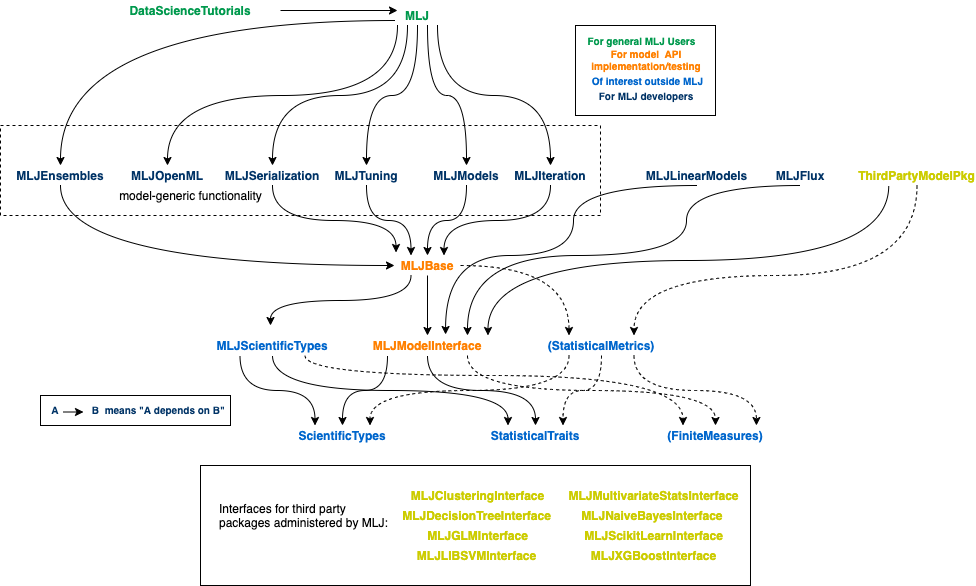 DataScienceTutorials
MLJ
For general MLJ Users
For model API
implementation/testing
Of interest outside MLJ
For MLJ developers
MLJEnsembles
MLJOpenML
MLJSerialization
MLJTuning
MLJModels
MLJIteration
MLJLinearModels
MLJFlux
ThirdPartyModelPkg
model-generic functionality
MLJBase
MLJScientificTypes
MLJModelInterface
(StatisticalMetrics)
A B means "A depends on B"
ScientificTypes
StatisticalTraits
(FiniteMeasures)
Interfaces for third party
packages administered by MLJ:
MLJClusteringInterface
MLJDecisionTreeInterface
MLJGLMInterface
MLJLIBSVMInterface
MLJMultivariateStatsInterface
MLJNaiveBayesInterface
MLJScikitLearnInterface
MLJXGBoostInterface